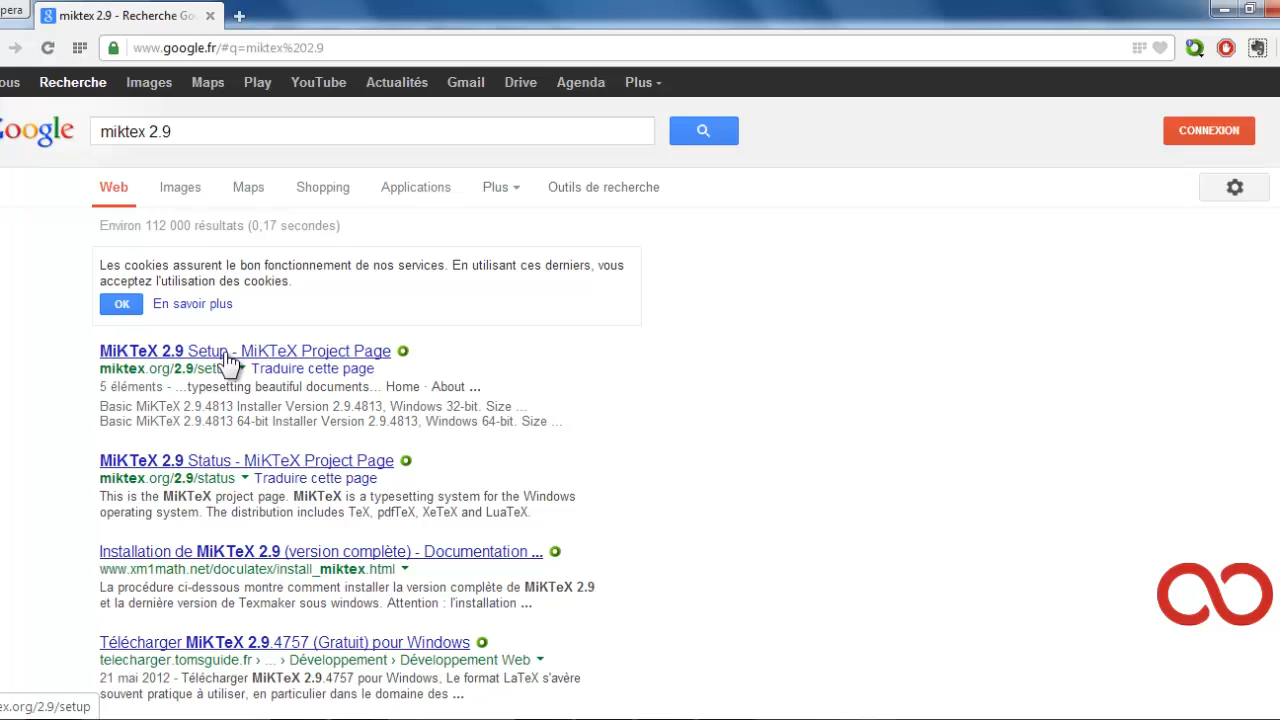 pera
miktex 2.9 - Recherche Go
www.google.fr/#q=miktex%202.9
ous Recherche Images Maps Play YouTube Actualités Gmail Drive Agenda Plus
Google miktex 2.9 CONNEXION
Web Images Maps Shopping Applications Plus Outils de recherche
Environ 112 000 résultats (0,17 secondes)
Les cookies assurent le bon fonctionnement de nos services. En utilisant ces derniers, vous
acceptez l'utilisation des cookies.
OK En savoir plus
MiKTeX 2.9 Setup - MiKTeX Project Page
miktex.org/2.9/setu Traduire cette page
5 éléments - ...typesetting beautiful documents... Home · About ...
Basic MiKTeX 2.9.4813 Installer Version 2.9.4813, Windows 32-bit. Size ...
Basic MiKTeX 2.9.4813 64-bit Installer Version 2.9.4813, Windows 64-bit. Size ...
MiKTeX 2.9 Status - MiKTeX Project Page
miktex.org/2.9/status Traduire cette page
This is the MiKTeX project page. MiKTeX is a typesetting system for the Windows
operating system. The distribution includes TeX, pdfTeX, XeTeX and LuaTeX.
Installation de MiKTeX 2.9 (version complète) - Documentation ...
www.xm1math.net/doculatex/install_miktex.html
La procédure ci-dessous montre comment installer la version complète de MiKTeX 2.9
et la dernière version de Texmaker sous windows. Attention : l'installation ...
Télécharger MiKTeX 2.9.4757 (Gratuit) pour Windows
telecharger.tomsguide.fr › ... › Développement › Développement Web
21 mai 2012 - Télécharger MiKTeX 2.9.4757 pour Windows, Le format LaTeX s'avère
souvent pratique à utiliser, en particulier dans le domaine des ...
ex.org/2.9/setup